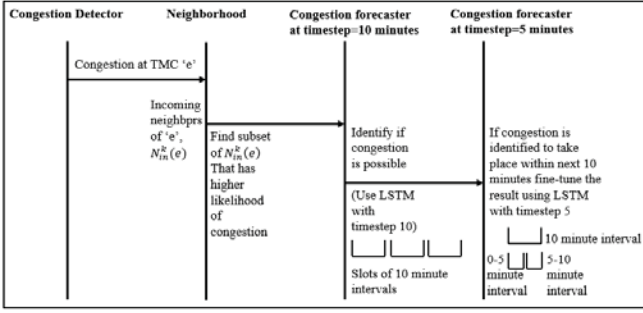 Congestion Detector
Neighborhood
Congestion forecaster
at timestep=10 minutes
Congestion forecaster
at timestep=5 minutes
Congestion at TMC ‘e’
Incoming
neighbprs
of ‘e’,
N_in^k(e)
Find subset
of N_in^k(e)
That has
higher
likelihood
of
congestion
Identify if
congestion
is possible
(Use LSTM
with
timestep 10)
Slots of 10 minute
intervals
If congestion is
identified to take
place within next 10
minutes fine-tune the
result using LSTM
with timestep 5
10 minute interval
0-5
minute
interval
5-10
minute
interval